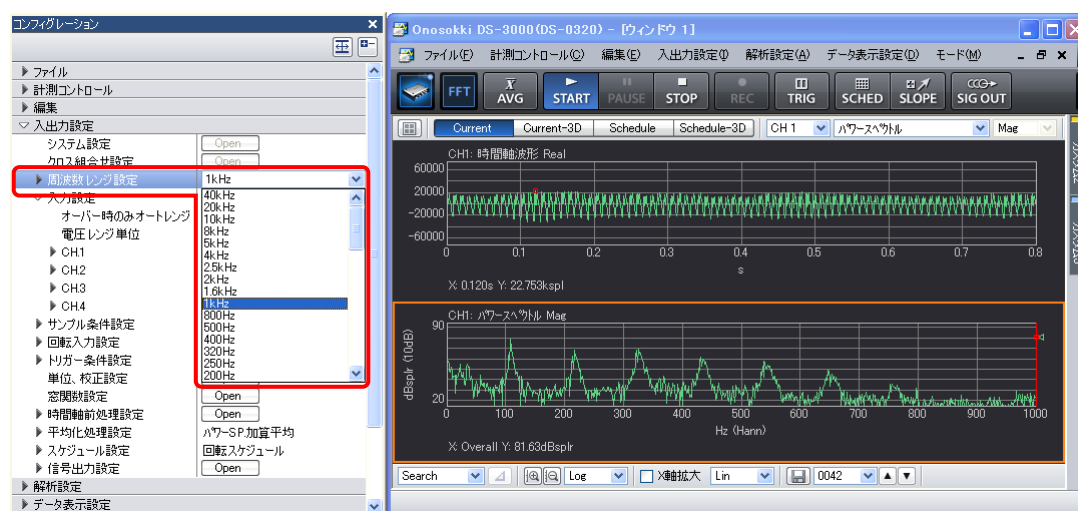 コンフィグレーション
ファイル
計測コントロール
編集
入出力設定
システム設定 Open
クロス組合せ設定 Open
周波数レンジ設定 1kHz
40kHz
20kHz
10kHz
8kHz
5kHz
4kHz
2.5kHz
2kHz
1.6kHz
1kHz
800Hz
500Hz
400Hz
320Hz
250Hz
200Hz
入力設定
オーバー時のみオートレンジ
電圧レンジ単位
CH.1
CH.2
CH.3
CH.4
サンプル条件設定
回転入力設定
トリガー条件設定
単位、校正設定
窓関数設定 Open
時間軸前処理設定 Open
平均化処理設定 パワーSP.加算平均
スケジュール設定 回転スケジュール
信号出力設定 Open
解析設定
データ表示設定
Onosokki DS-3000(DS-0320) - [ウィンドウ 1]
ファイル(F) 計測コントロール(C) 編集(E) 入出力設定(I) 解析設定(A) データ表示設定(D) モード(M)
FFT X AVG START PAUSE STOP REC TRIG SCHED SLOPE SIG OUT
Current Current-3D Schedule Schedule-3D CH 1 パワースペクトル Mag
CH1: 時間軸波形 Real
60000
20000
-20000
-60000
0 0.1 0.2 0.3 0.4 0.5 0.6 0.7 0.8
s
X: 0.120s Y: 22.753kspl
CH1: パワースペクトル Mag
90
dBsplr (10dB)
20
0 100 200 300 400 500 600 700 800 900 1000
Hz (Hann)
X: Overall Y: 81.63dBsplr
Search Log X軸拡大 Lin 0042